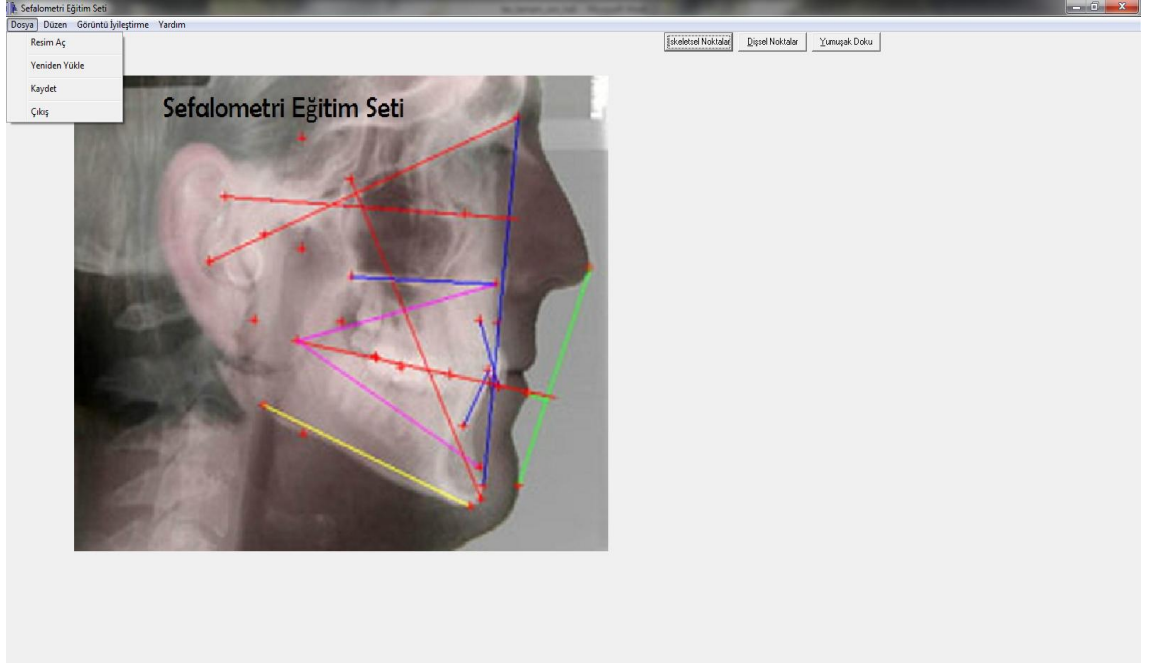 Sefalometri Eğitim Seti
Dosya Düzen Görüntü İyileştirme Yardım
Resim Aç
Yeniden Yükle
Kaydet
Çıkış
İskeletsel Noktalar Dişsel Noktalar Yumuşak Doku
Sefalometri Eğitim Seti